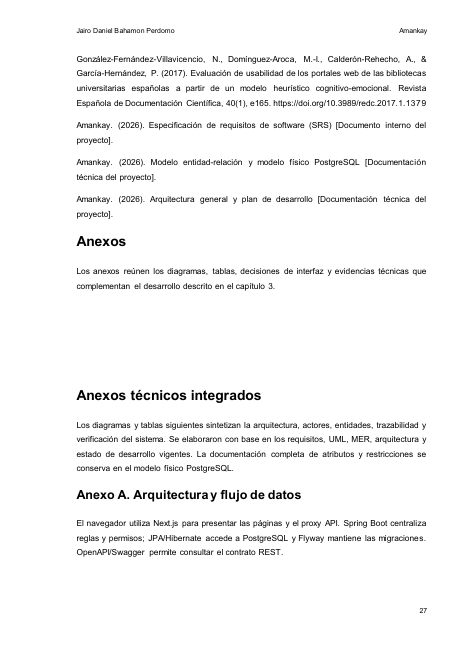 Jairo Daniel Bahamon Perdomo Amankay
González-Fernández-Villavicencio, N., Domínguez-Aroca, M.-I., Calderón-Rehecho, A., &
García-Hernández, P. (2017). Evaluación de usabilidad de los portales web de las bibliotecas
universitarias españolas a partir de un modelo heurístico cognitivo-emocional. Revista
Española de Documentación Científica, 40(1), e165. https://doi.org/10.3989/redc.2017.1.1379
Amankay. (2026). Especificación de requisitos de software (SRS) [Documento interno del
proyecto].
Amankay. (2026). Modelo entidad-relación y modelo físico PostgreSQL [Documentación
técnica del proyecto].
Amankay. (2026). Arquitectura general y plan de desarrollo [Documentación técnica del
proyecto].
Anexos
Los anexos reúnen los diagramas, tablas, decisiones de interfaz y evidencias técnicas que
complementan el desarrollo descrito en el capítulo 3.
Anexos técnicos integrados
Los diagramas y tablas siguientes sintetizan la arquitectura, actores, entidades, trazabilidad y
verificación del sistema. Se elaboraron con base en los requisitos, UML, MER, arquitectura y
estado de desarrollo vigentes. La documentación completa de atributos y restricciones se
conserva en el modelo físico PostgreSQL.
Anexo A. Arquitectura y flujo de datos
El navegador utiliza Next.js para presentar las páginas y el proxy API. Spring Boot centraliza
reglas y permisos; JPA/Hibernate accede a PostgreSQL y Flyway mantiene las migraciones.
OpenAPI/Swagger permite consultar el contrato REST.
27